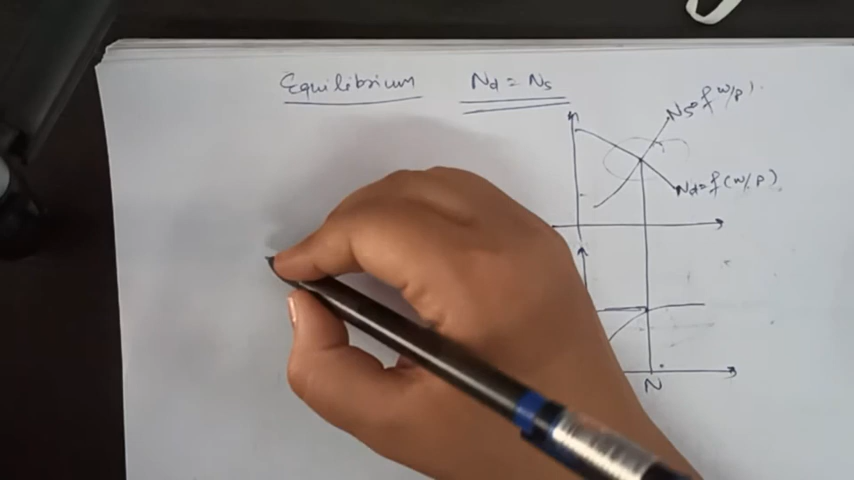 Equilibrium Nd = Ns
Ns = f w/p)
Nd = f (w/p)
N